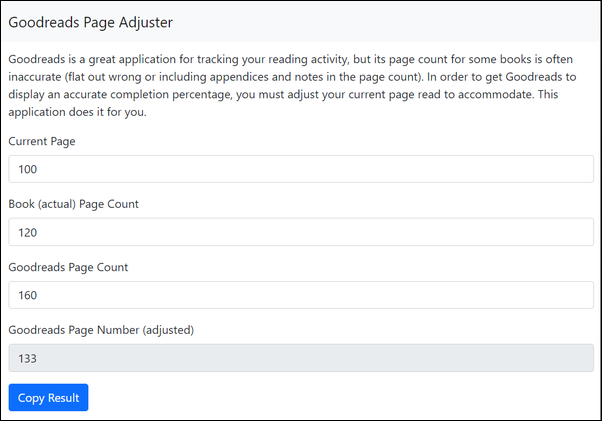 Goodreads Page Adjuster
Goodreads is a great application for tracking your reading activity, but its page count for some books is often
inaccurate (flat out wrong or including appendices and notes in the page count). In order to get Goodreads to
display an accurate completion percentage, you must adjust your current page read to accommodate. This
application does it for you.
Current Page
100
Book (actual) Page Count
120
Goodreads Page Count
160
Goodreads Page Number (adjusted)
133
Copy Result